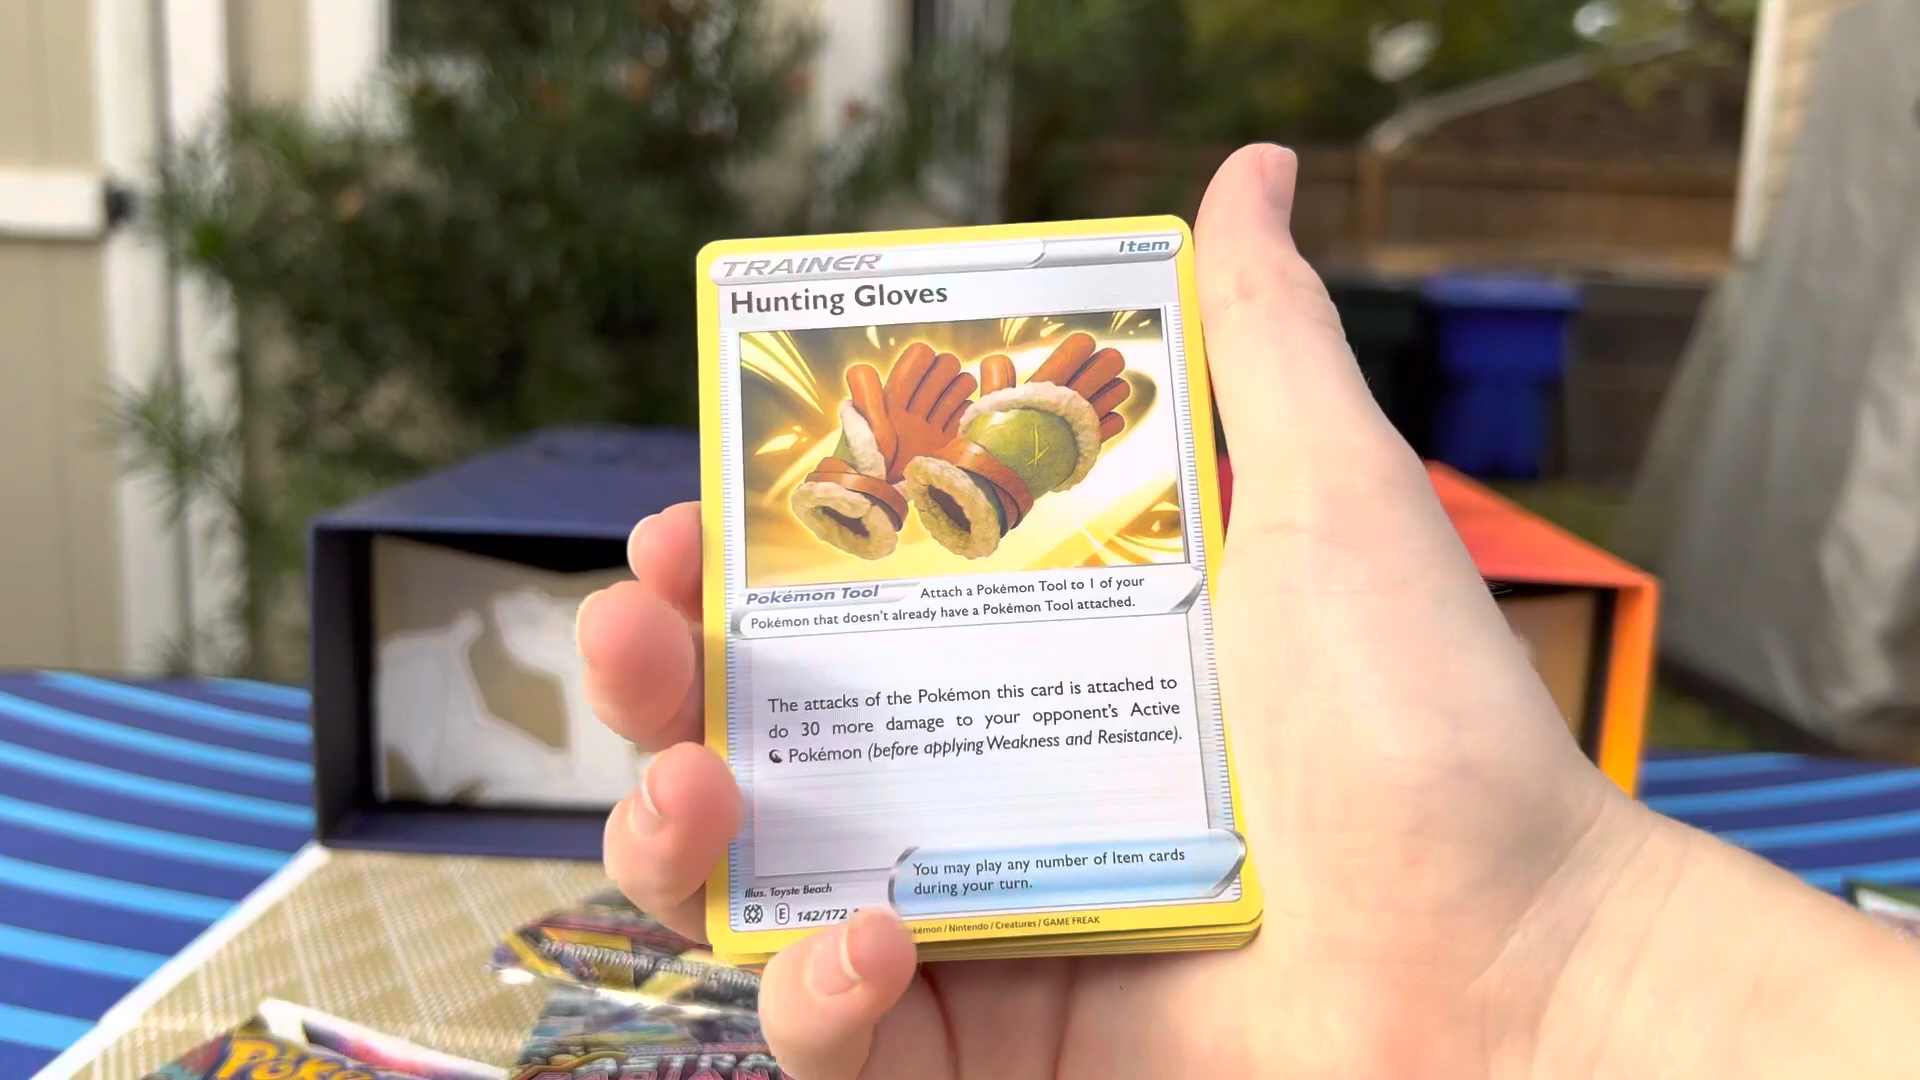 TRAINER
Item
Hunting Gloves
Pokémon Tool
Attach a Pokémon Tool to 1 of your
Pokémon that doesn't already have a Pokémon Tool attached.
The attacks of the Pokémon this card is attached to
do 30 more damage to your opponent's Active
Pokémon (before applying Weakness and Resistance).
You may play any number of Item cards
during your turn.
Illus. Toyste Beach
E 142/172
/ Nintendo / Creatures / GAME FREAK